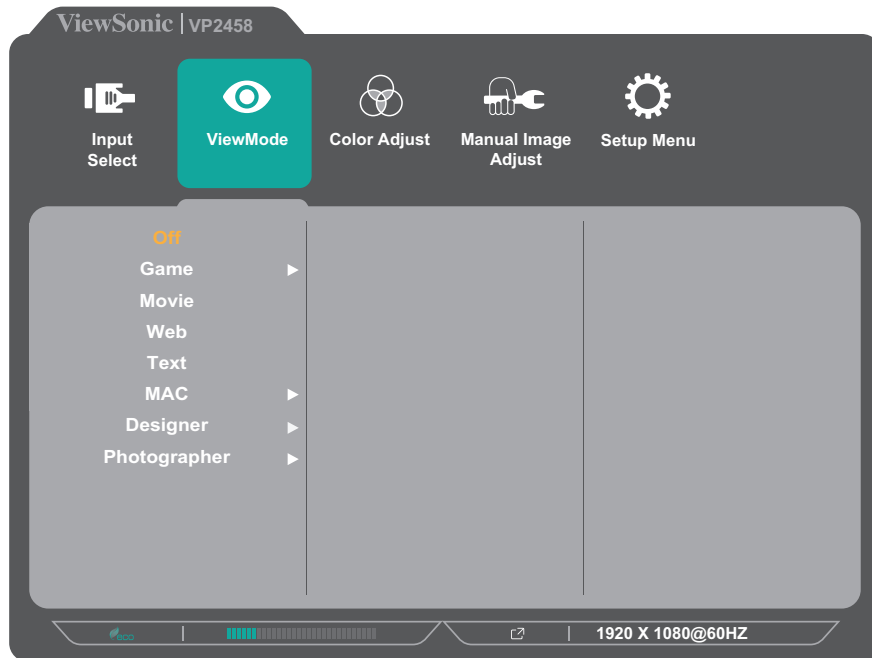 ViewSonic | VP2458
Input
Select
ViewMode
Color Adjust
Manual Image
Adjust
Setup Menu
Off
Game
Movie
Web
Text
MAC
Designer
Photographer
eco
1920 X 1080@60HZ